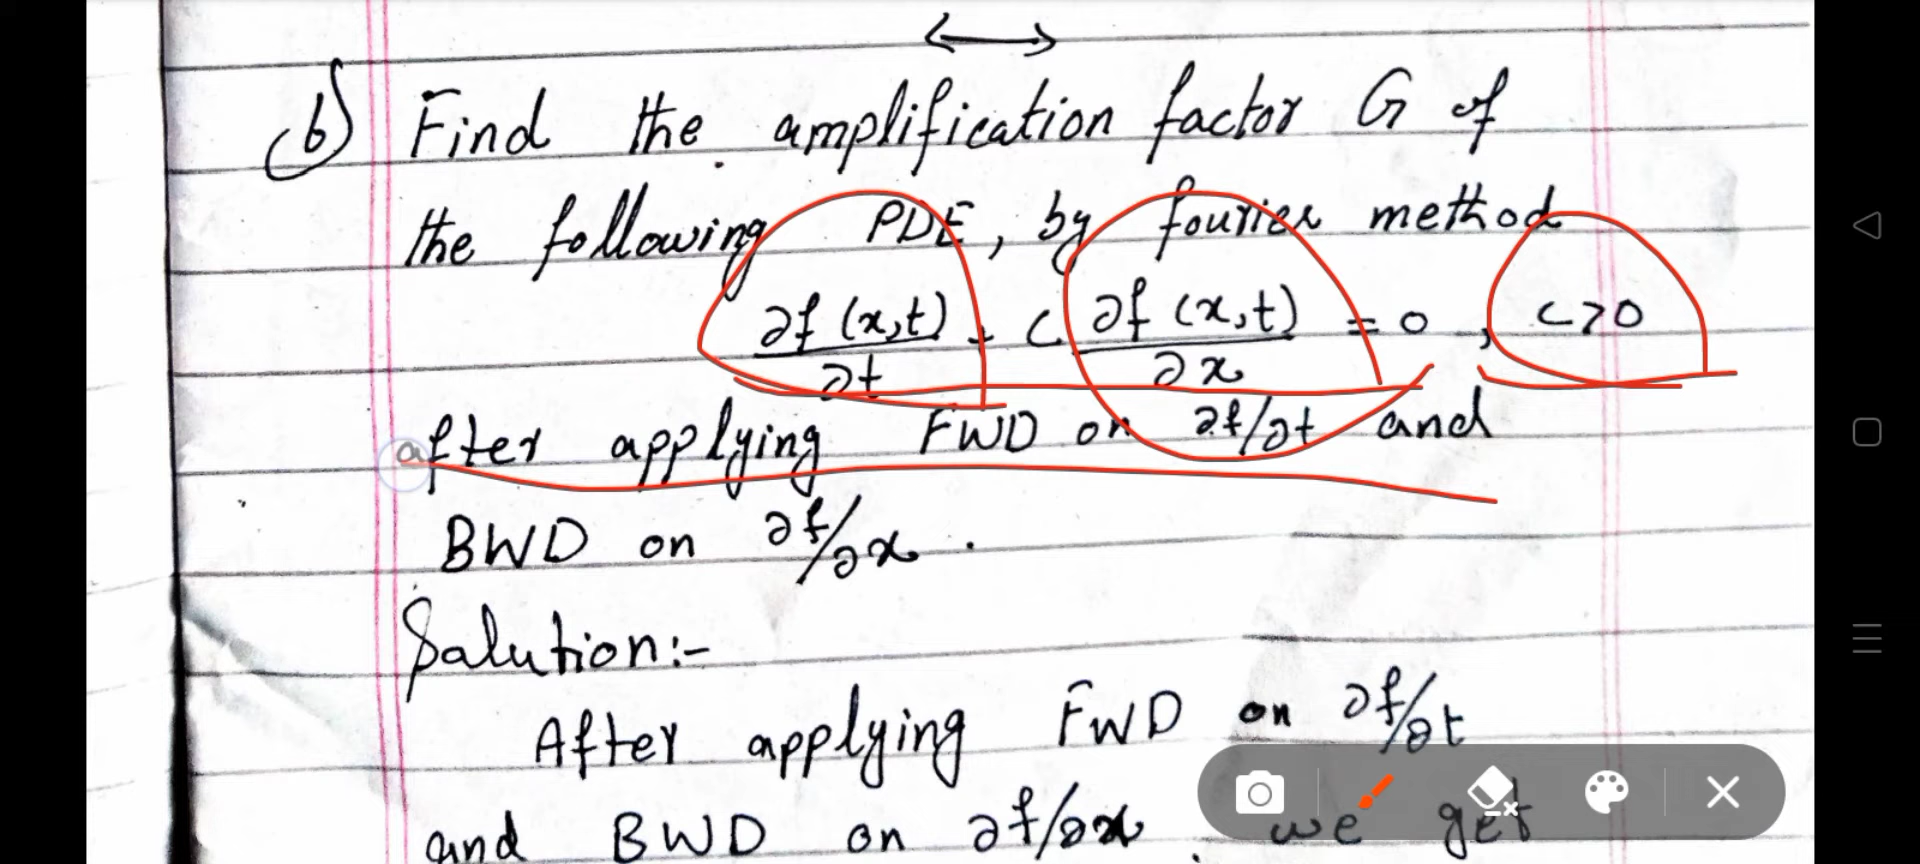 (b) Find the amplification factor G of
the following PDE, by fourier method
∂f (x,t)/∂t - C ∂f (x,t)/∂x = 0 , C>0
after applying FWD on ∂f/∂t and
BWD on ∂f/∂x .
Solution:-
After applying FWD on ∂f/∂t
and BWD on ∂f/∂x , we get